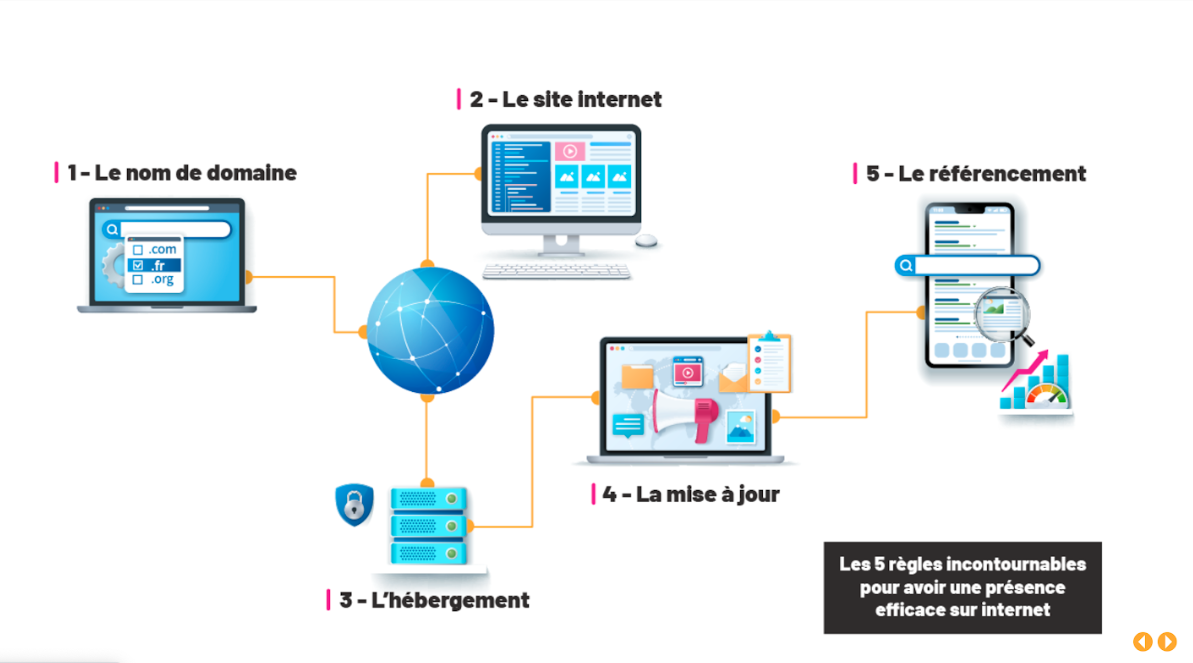 2 - Le site internet
1 - Le nom de domaine
5 - Le référencement
.com
.fr
.org
4 - La mise à jour
3 - L’hébergement
Les 5 règles incontournables
pour avoir une présence
efficace sur internet